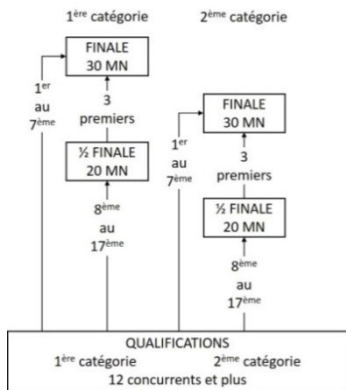 1ère catégorie
2ème catégorie
FINALE
30 MN
1er
au
7ème
3
premiers
½ FINALE
20 MN
8ème
au
17ème
FINALE
30 MN
1er
au
7ème
3
premiers
½ FINALE
20 MN
8ème
au
17ème
QUALIFICATIONS
1ère catégorie
2ème catégorie
12 concurrents et plus